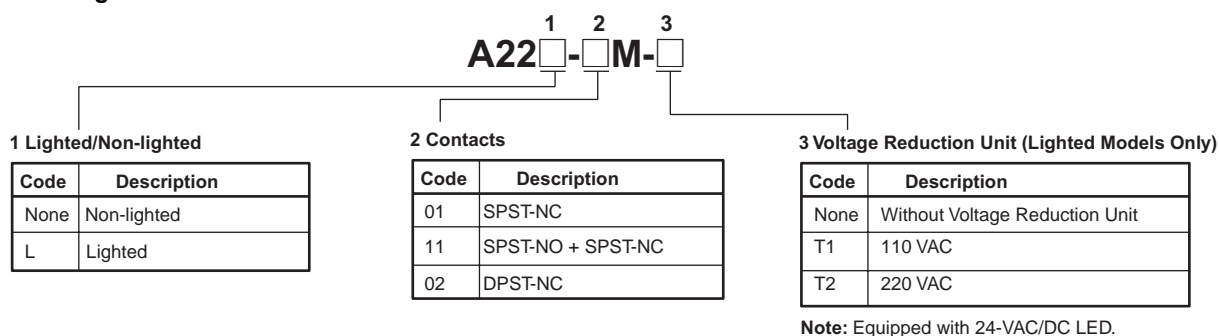 1 2 3
A22□-□M-□
1 Lighted/Non-lighted
Code Description
None Non-lighted
L Lighted
2 Contacts
Code Description
01 SPST-NC
11 SPST-NO + SPST-NC
02 DPST-NC
3 Voltage Reduction Unit (Lighted Models Only)
Code Description
None Without Voltage Reduction Unit
T1 110 VAC
T2 220 VAC
Note: Equipped with 24-VAC/DC LED.